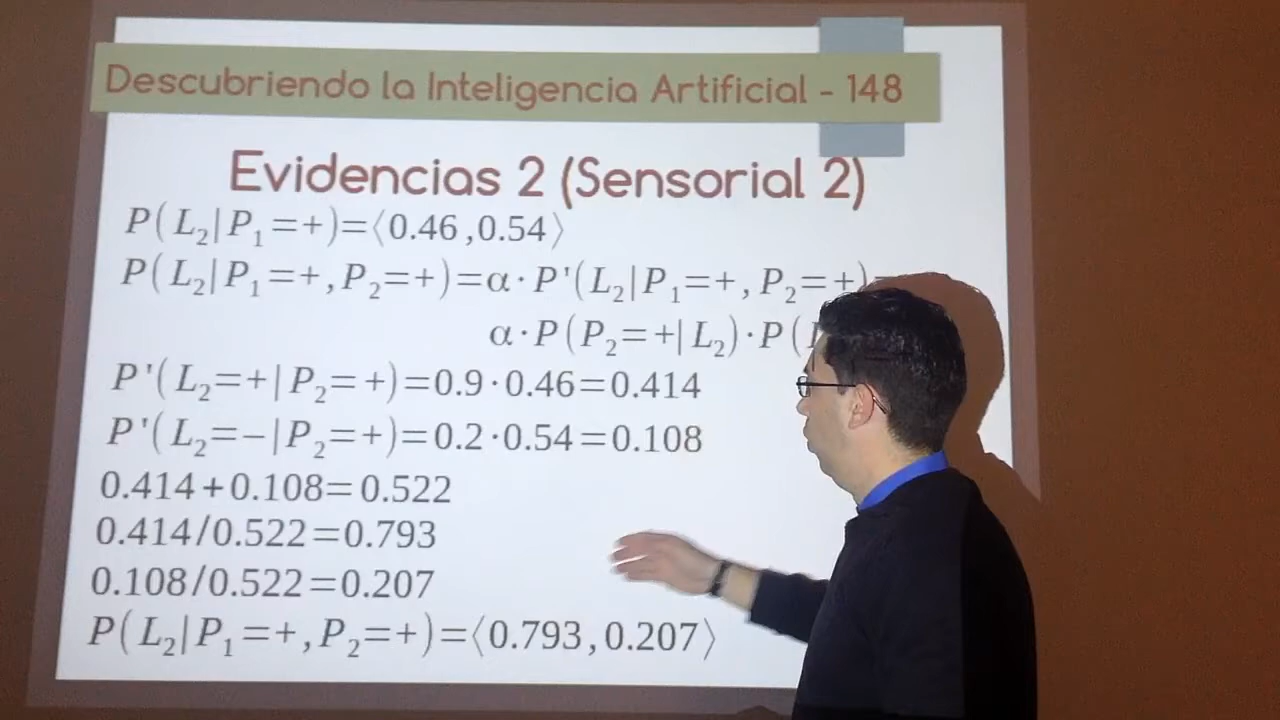 Descubriendo la Inteligencia Artificial - 148
Evidencias 2 (Sensorial 2)
P(L₂|P₁=+)=⟨0.46,0.54⟩
P(L₂|P₁=+,P₂=+)=α·P'(L₂|P₁=+,P₂=+)=
α·P(P₂=+|L₂)·P(
P'(L₂=+|P₂=+)=0.9·0.46=0.414
P'(L₂=−|P₂=+)=0.2·0.54=0.108
0.414+0.108=0.522
0.414/0.522=0.793
0.108/0.522=0.207
P(L₂|P₁=+,P₂=+)=⟨0.793,0.207⟩